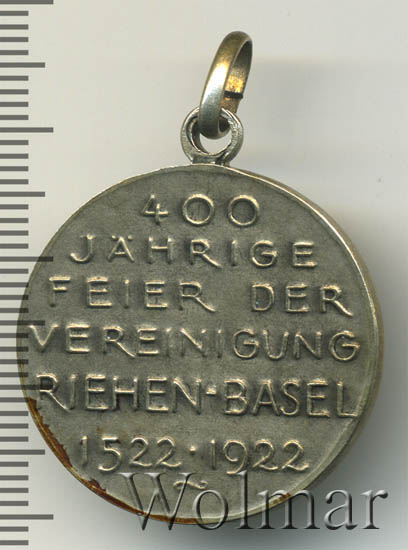 400
JÄHRIGE
FEIER DER
VEREINIGUNG
RIEHEN·BASEL
1522·1922
Wolmar